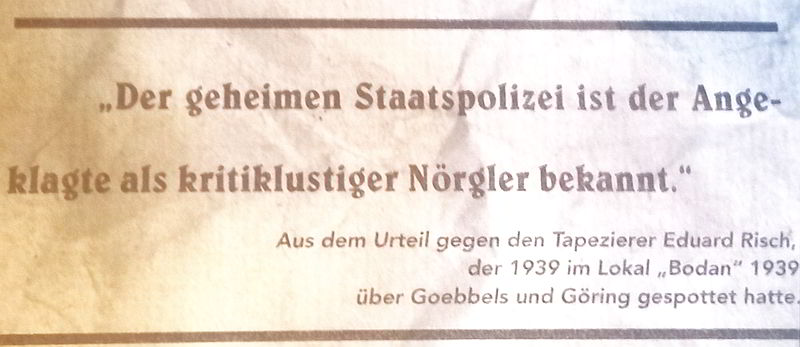 „Der geheimen Staatspolizei ist der Ange-
klagte als kritiklustiger Nörgler bekannt.“
Aus dem Urteil gegen den Tapezierer Eduard Risch,
der 1939 im Lokal „Bodan“ 1939
über Goebbels und Göring gespottet hatte.